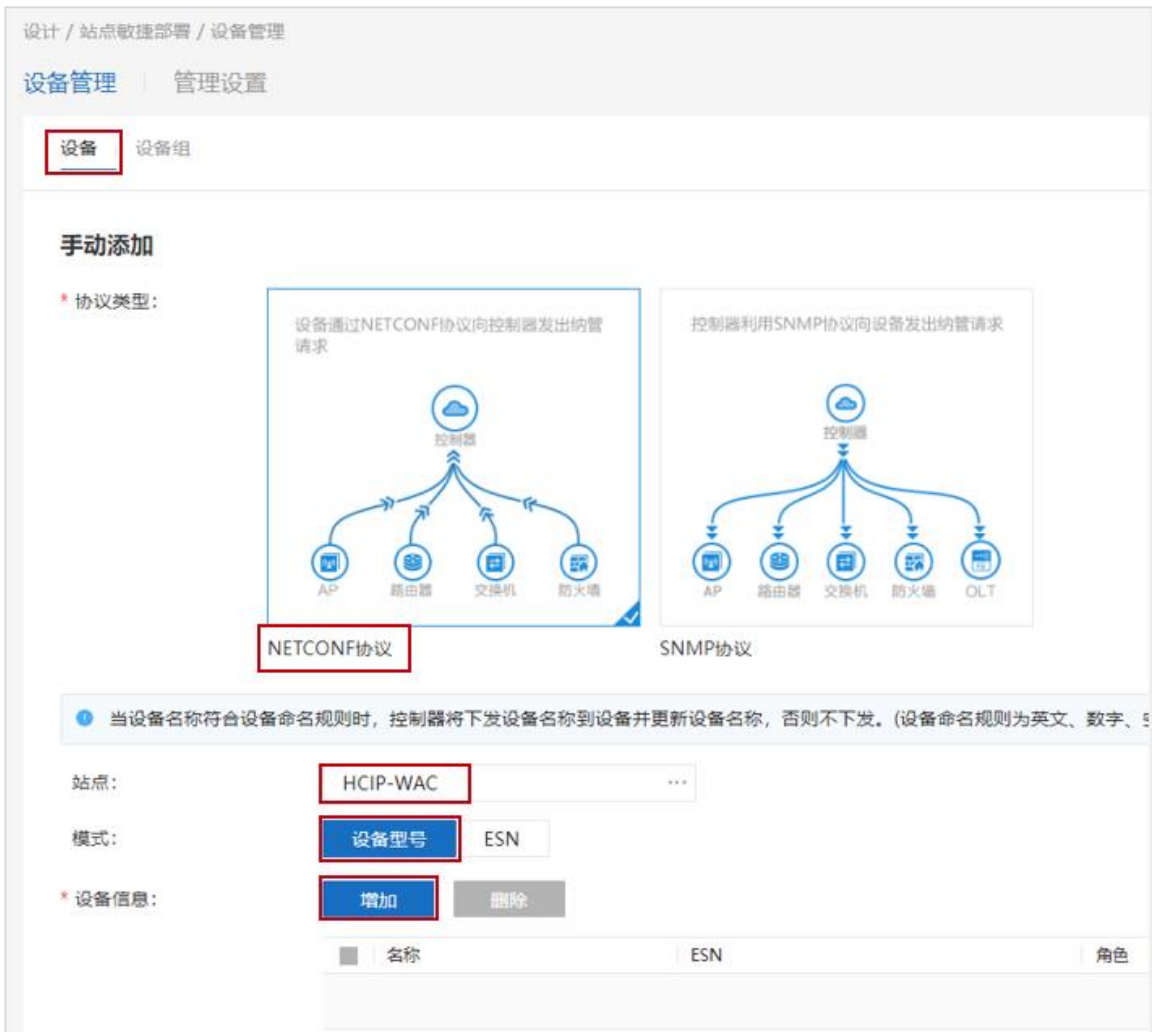 设计 / 站点敏捷部署 / 设备管理
设备管理 管理设置
设备 设备组
手动添加
* 协议类型:
设备通过NETCONF协议向控制器发出纳管
请求
控制器
AP 路由器 交换机 防火墙
NETCONF协议
控制器利用SNMP协议向设备发出纳管请求
控制器
AP 路由器 交换机 防火墙 OLT
SNMP协议
当设备名称符合设备命名规则时，控制器将下发设备名称到设备并更新设备名称，否则不下发。(设备命名规则为英文、数字、
站点: HCIP-WAC ...
模式: 设备型号 ESN
* 设备信息: 增加 删除
名称 ESN 角色